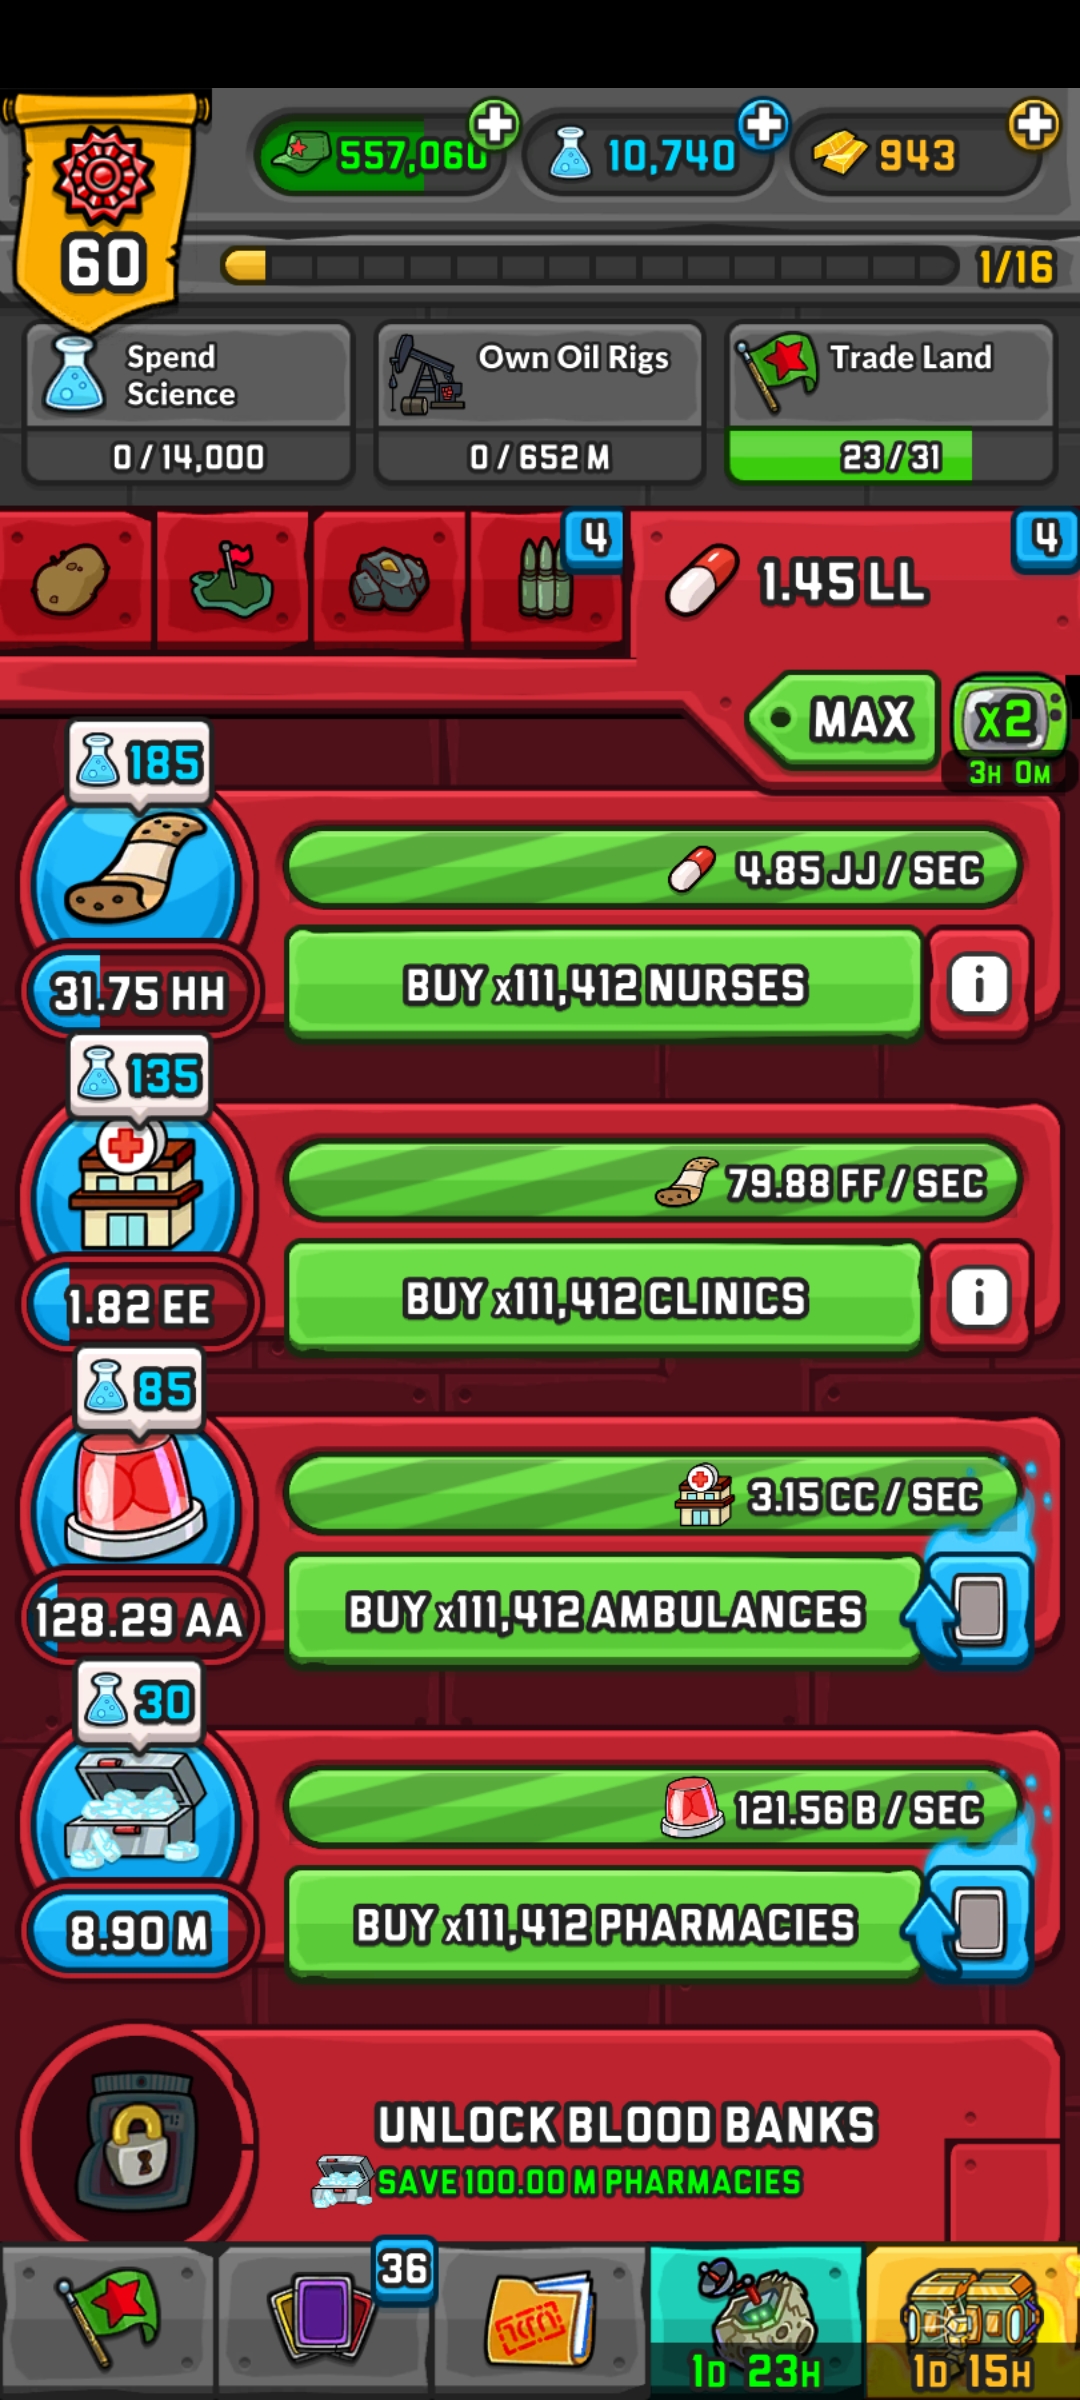 557,060
10,740
943
60
1/16
Spend
Science
0/14,000
Own Oil Rigs
0/652 M
Trade Land
23/31
4
1.45 LL
4
MAX
x2
3H 0M
185
4.85 JJ/SEC
31.75 HH
BUY x111,412 NURSES
i
135
79.88 FF/SEC
1.82 EE
BUY x111,412 CLINICS
i
85
3.15 CC/SEC
128.29 AA
BUY x111,412 AMBULANCES
30
121.56 B/SEC
8.90 M
BUY x111,412 PHARMACIES
UNLOCK BLOOD BANKS
SAVE 100.00 M PHARMACIES
36
1D 23H
1D 15H